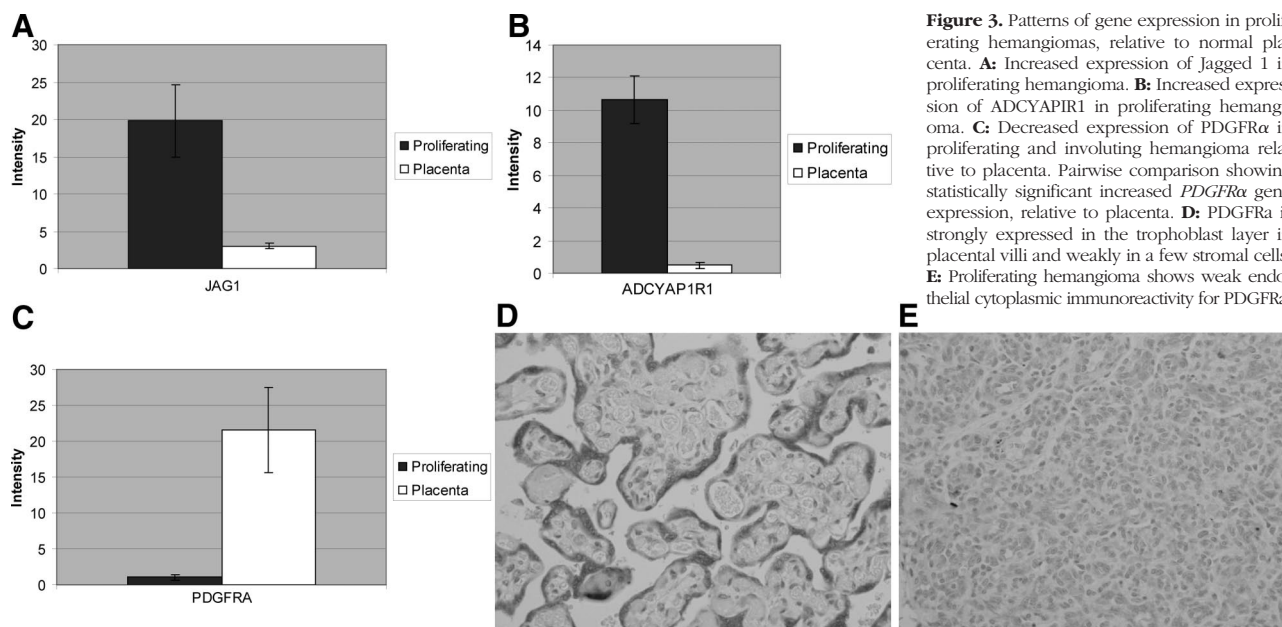 A
30
25
20
15
10
5
0
Intensity
JAG1
Proliferating
Placenta
B
14
12
10
8
6
4
2
0
Intensity
ADCYAP1R1
Proliferating
Placenta
Figure 3. Patterns of gene expression in prolif
erating hemangiomas, relative to normal pla
centa. A: Increased expression of Jagged 1 i
proliferating hemangioma. B: Increased expres
sion of ADCYAPIR1 in proliferating hemang
oma. C: Decreased expression of PDGFRα i
proliferating and involuting hemangioma rela
tive to placenta. Pairwise comparison showin
statistically significant increased PDGFRα gen
expression, relative to placenta. D: PDGFRa i
strongly expressed in the trophoblast layer i
placental villi and weakly in a few stromal cells
E: Proliferating hemangioma shows weak endo
thelial cytoplasmic immunoreactivity for PDGFRa
C
30
25
20
15
10
5
0
Intensity
PDGFRA
Proliferating
Placenta
D
E